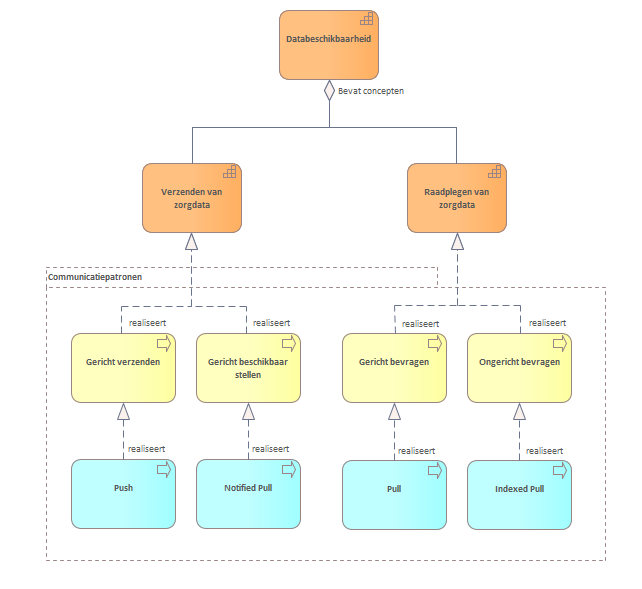 Databeschikbaarheid
Bevat concepten
Verzenden van
zorgdata
Raadplegen van
zorgdata
Communicatiepatronen
realiseert
realiseert
realiseert
realiseert
Gericht verzenden
Gericht beschikbaar
stellen
Gericht bevragen
Ongericht bevragen
realiseert
realiseert
realiseert
realiseert
Push
Notified Pull
Pull
Indexed Pull